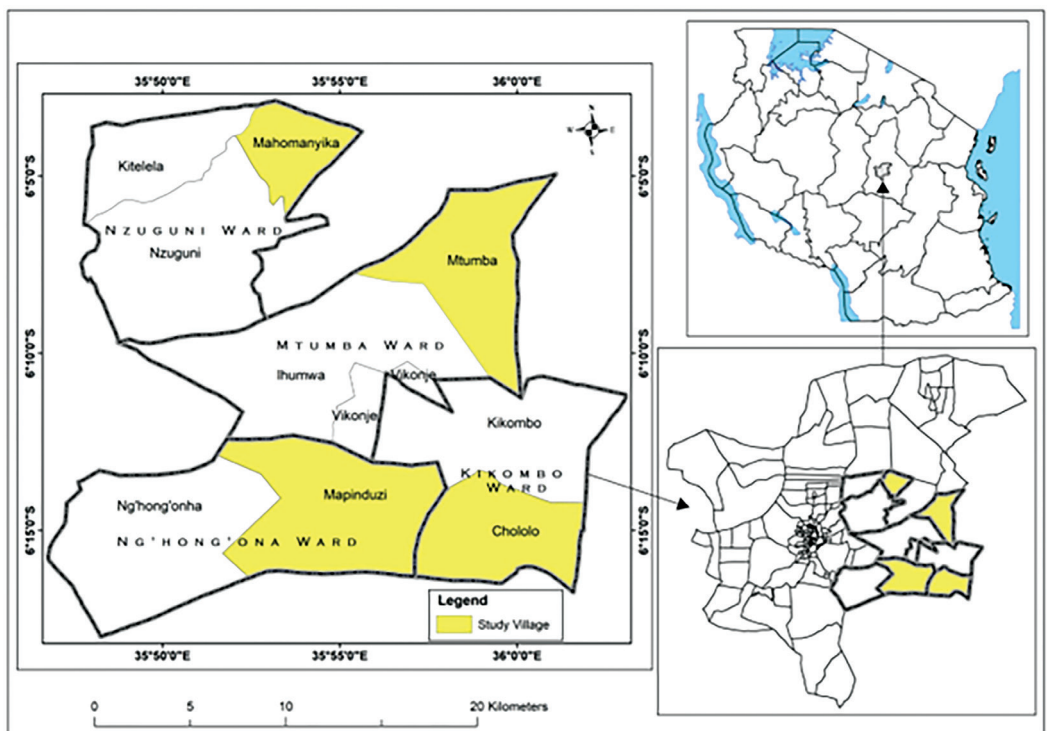 35°50'0"E 35°55'0"E 36°0'0"E
N
W E
S
Mahomanyika
Kitelela
6°5'0"S
6°5'0"S
NZUGUNI WARD
Nzuguni
Mtumba
MTUMBA WARD
6°10'0"S
6°10'0"S
Ihumwa
Vikonje
Vikonje
Kikombo
KIKOMBO
WARD
Mapinduzi
Ng'hong'onha
Chololo
6°15'0"S
6°15'0"S
NG'HONG'ONA WARD
Legend
Study Village
35°50'0"E 35°55'0"E 36°0'0"E
0 5 10 20 Kilometers